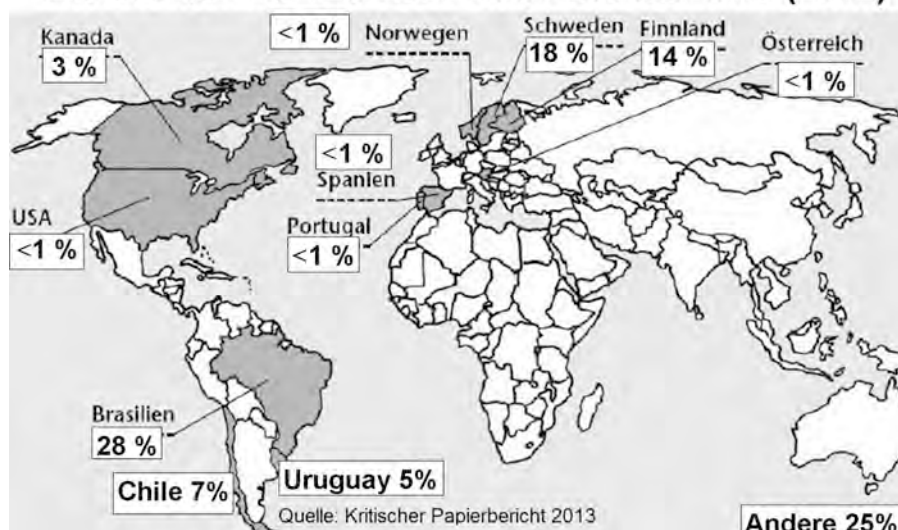 <1 %
Norwegen
Schweden
18 %
Finnland
14 %
Österreich
<1 %
Kanada
3 %
<1 %
Spanien
USA
<1 %
Portugal
<1 %
Brasilien
28 %
Chile 7%
Uruguay 5%
Quelle: Kritischer Papierbericht 2013
Andere 25%